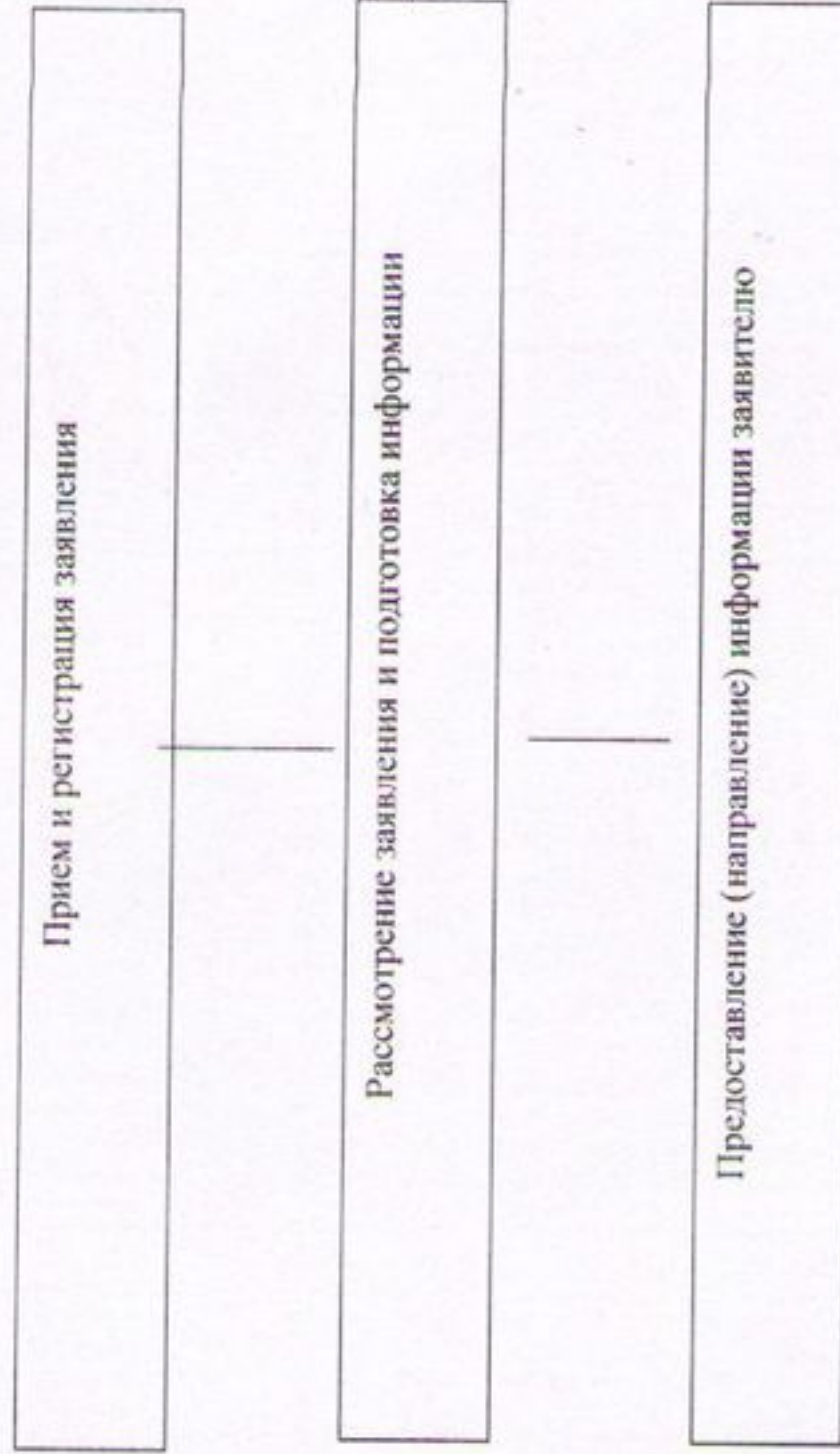 Прием и регистрация заявления
Рассмотрение заявления и подготовка информации
Предоставление (направление) информации заявителю